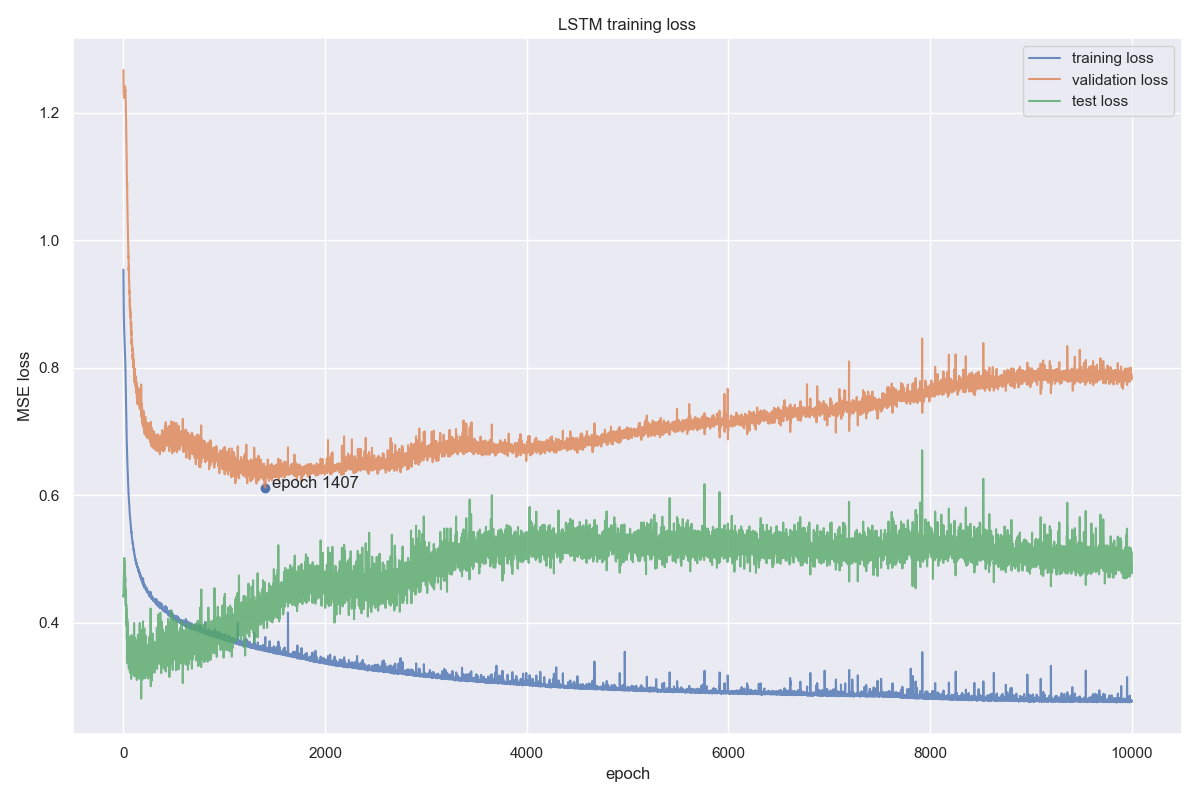 LSTM training loss
training loss
validation loss
test loss
1.2
1.0
0.8
0.6
0.4
MSE loss
epoch 1407
0
2000
4000
6000
8000
10000
epoch